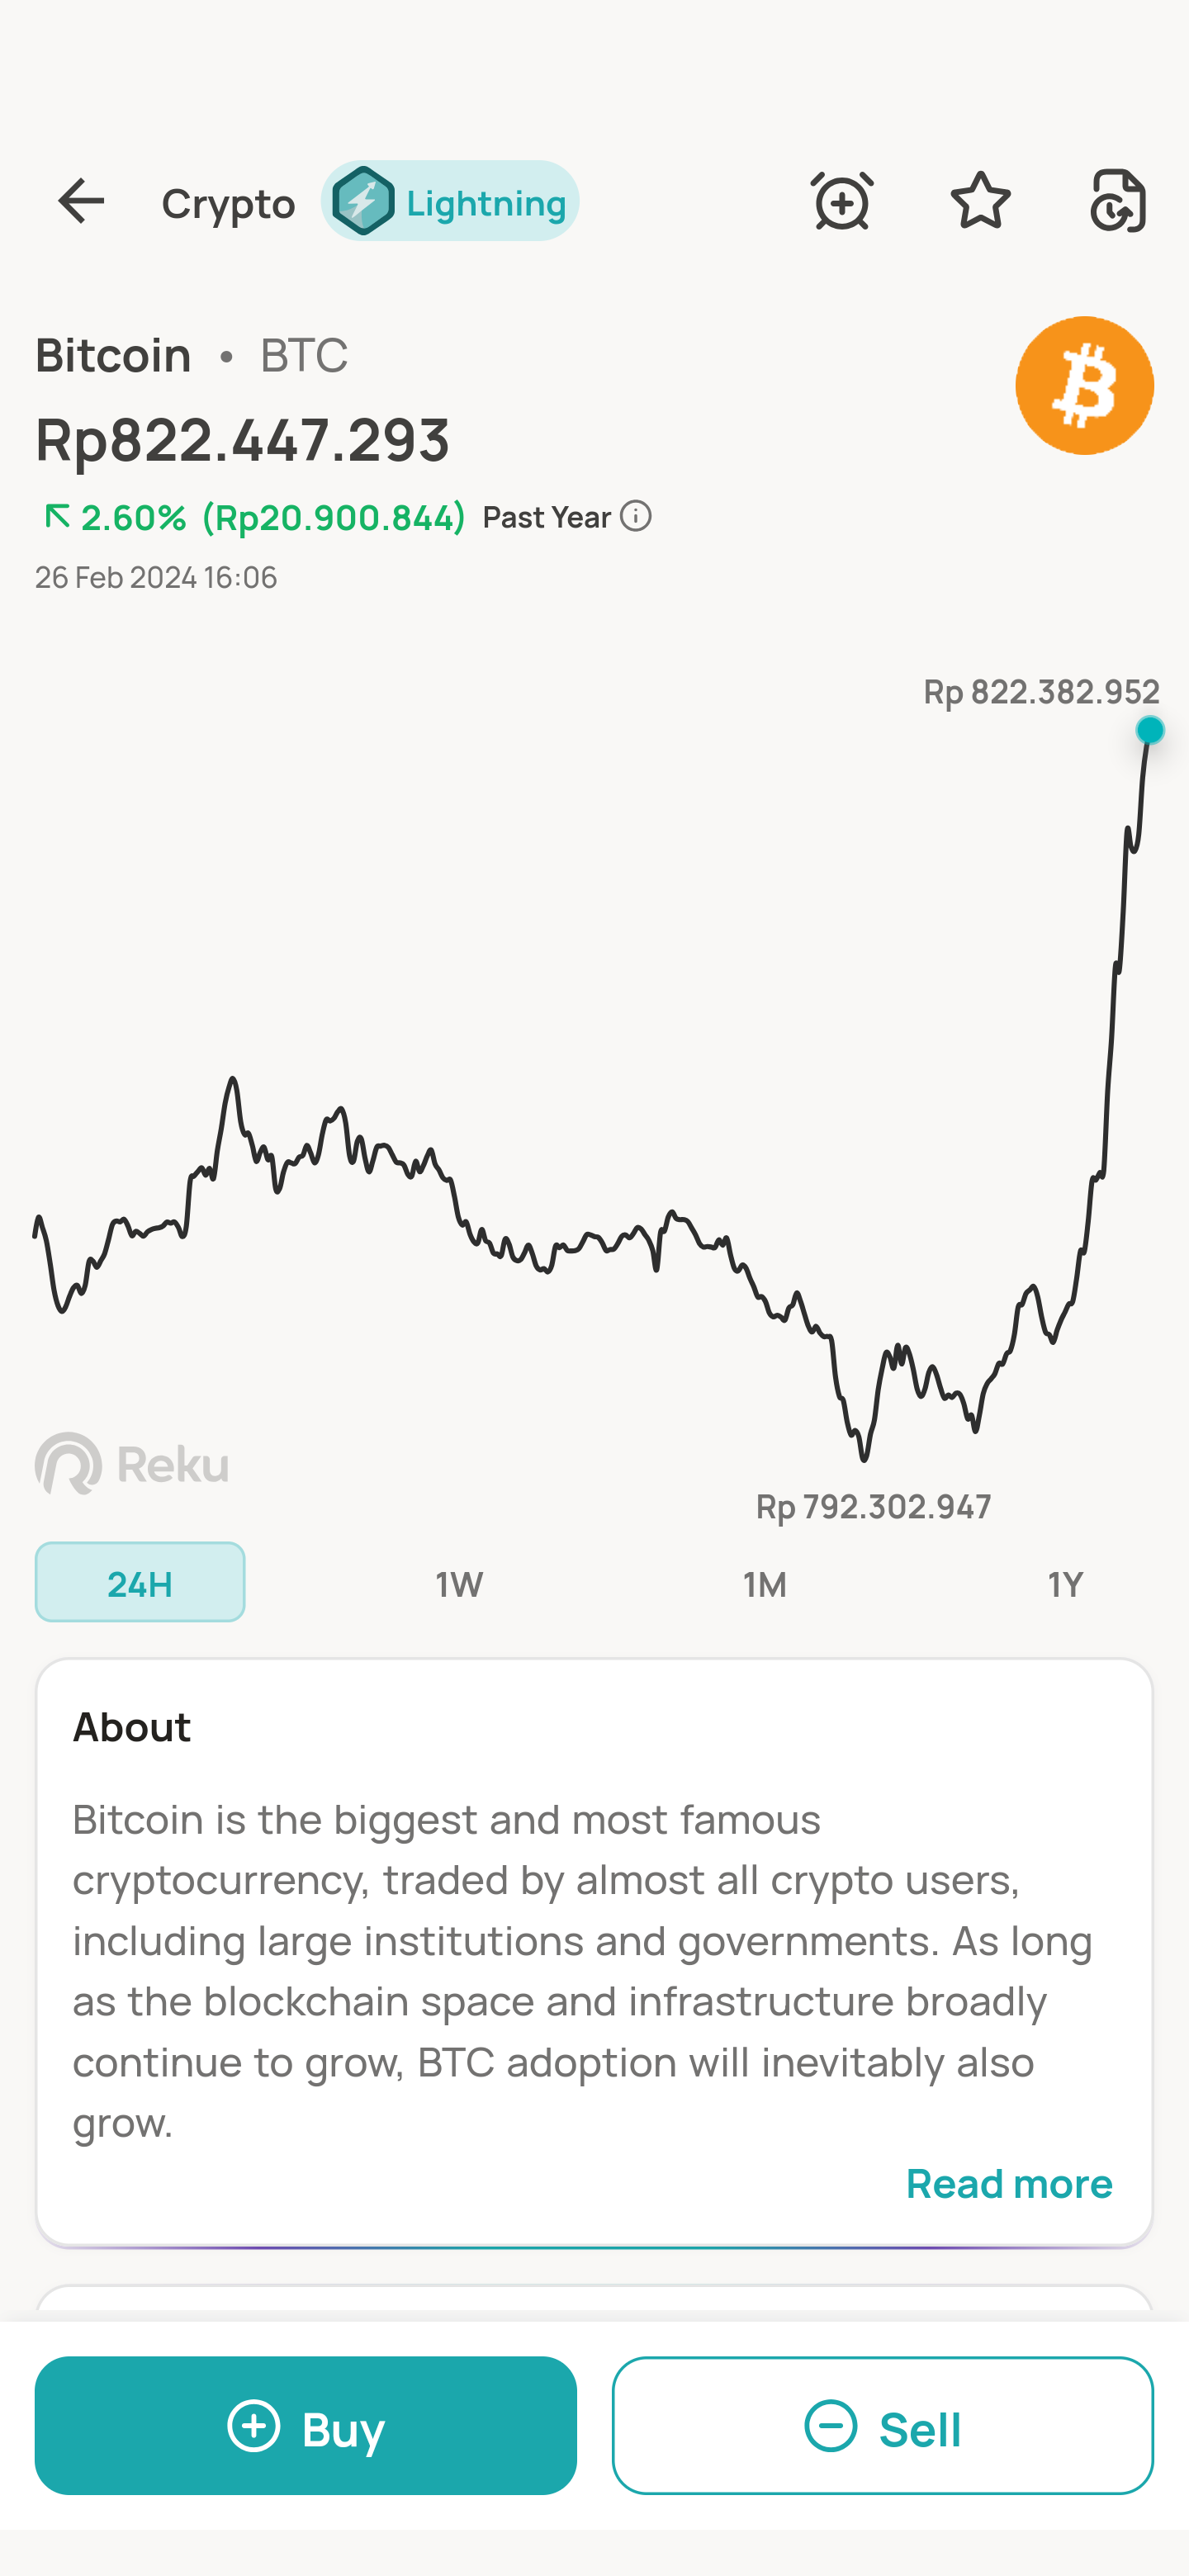 Crypto Lightning
Bitcoin • BTC
Rp822.447.293
2.60% (Rp20.900.844) Past Year
26 Feb 2024 16:06
Rp 822.382.952
Reku
Rp 792.302.947
24H 1W 1M 1Y
About
Bitcoin is the biggest and most famous
cryptocurrency, traded by almost all crypto users,
including large institutions and governments. As long
as the blockchain space and infrastructure broadly
continue to grow, BTC adoption will inevitably also
grow.
Read more
Buy Sell